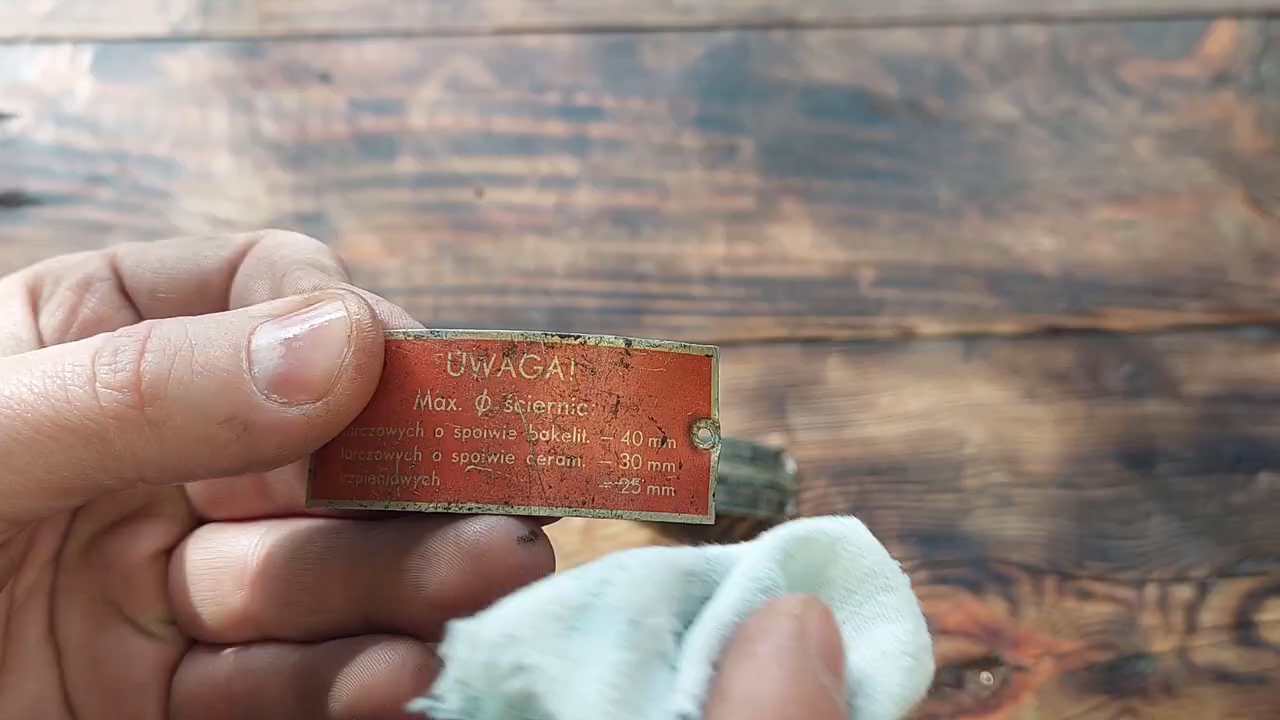 UWAGA!
Max. ϕ ściernic:
tarczowych o spoiwie bakelit. – 40 mm
tarczowych o spoiwie ceram. – 30 mm
trzpieniowych – 25 mm